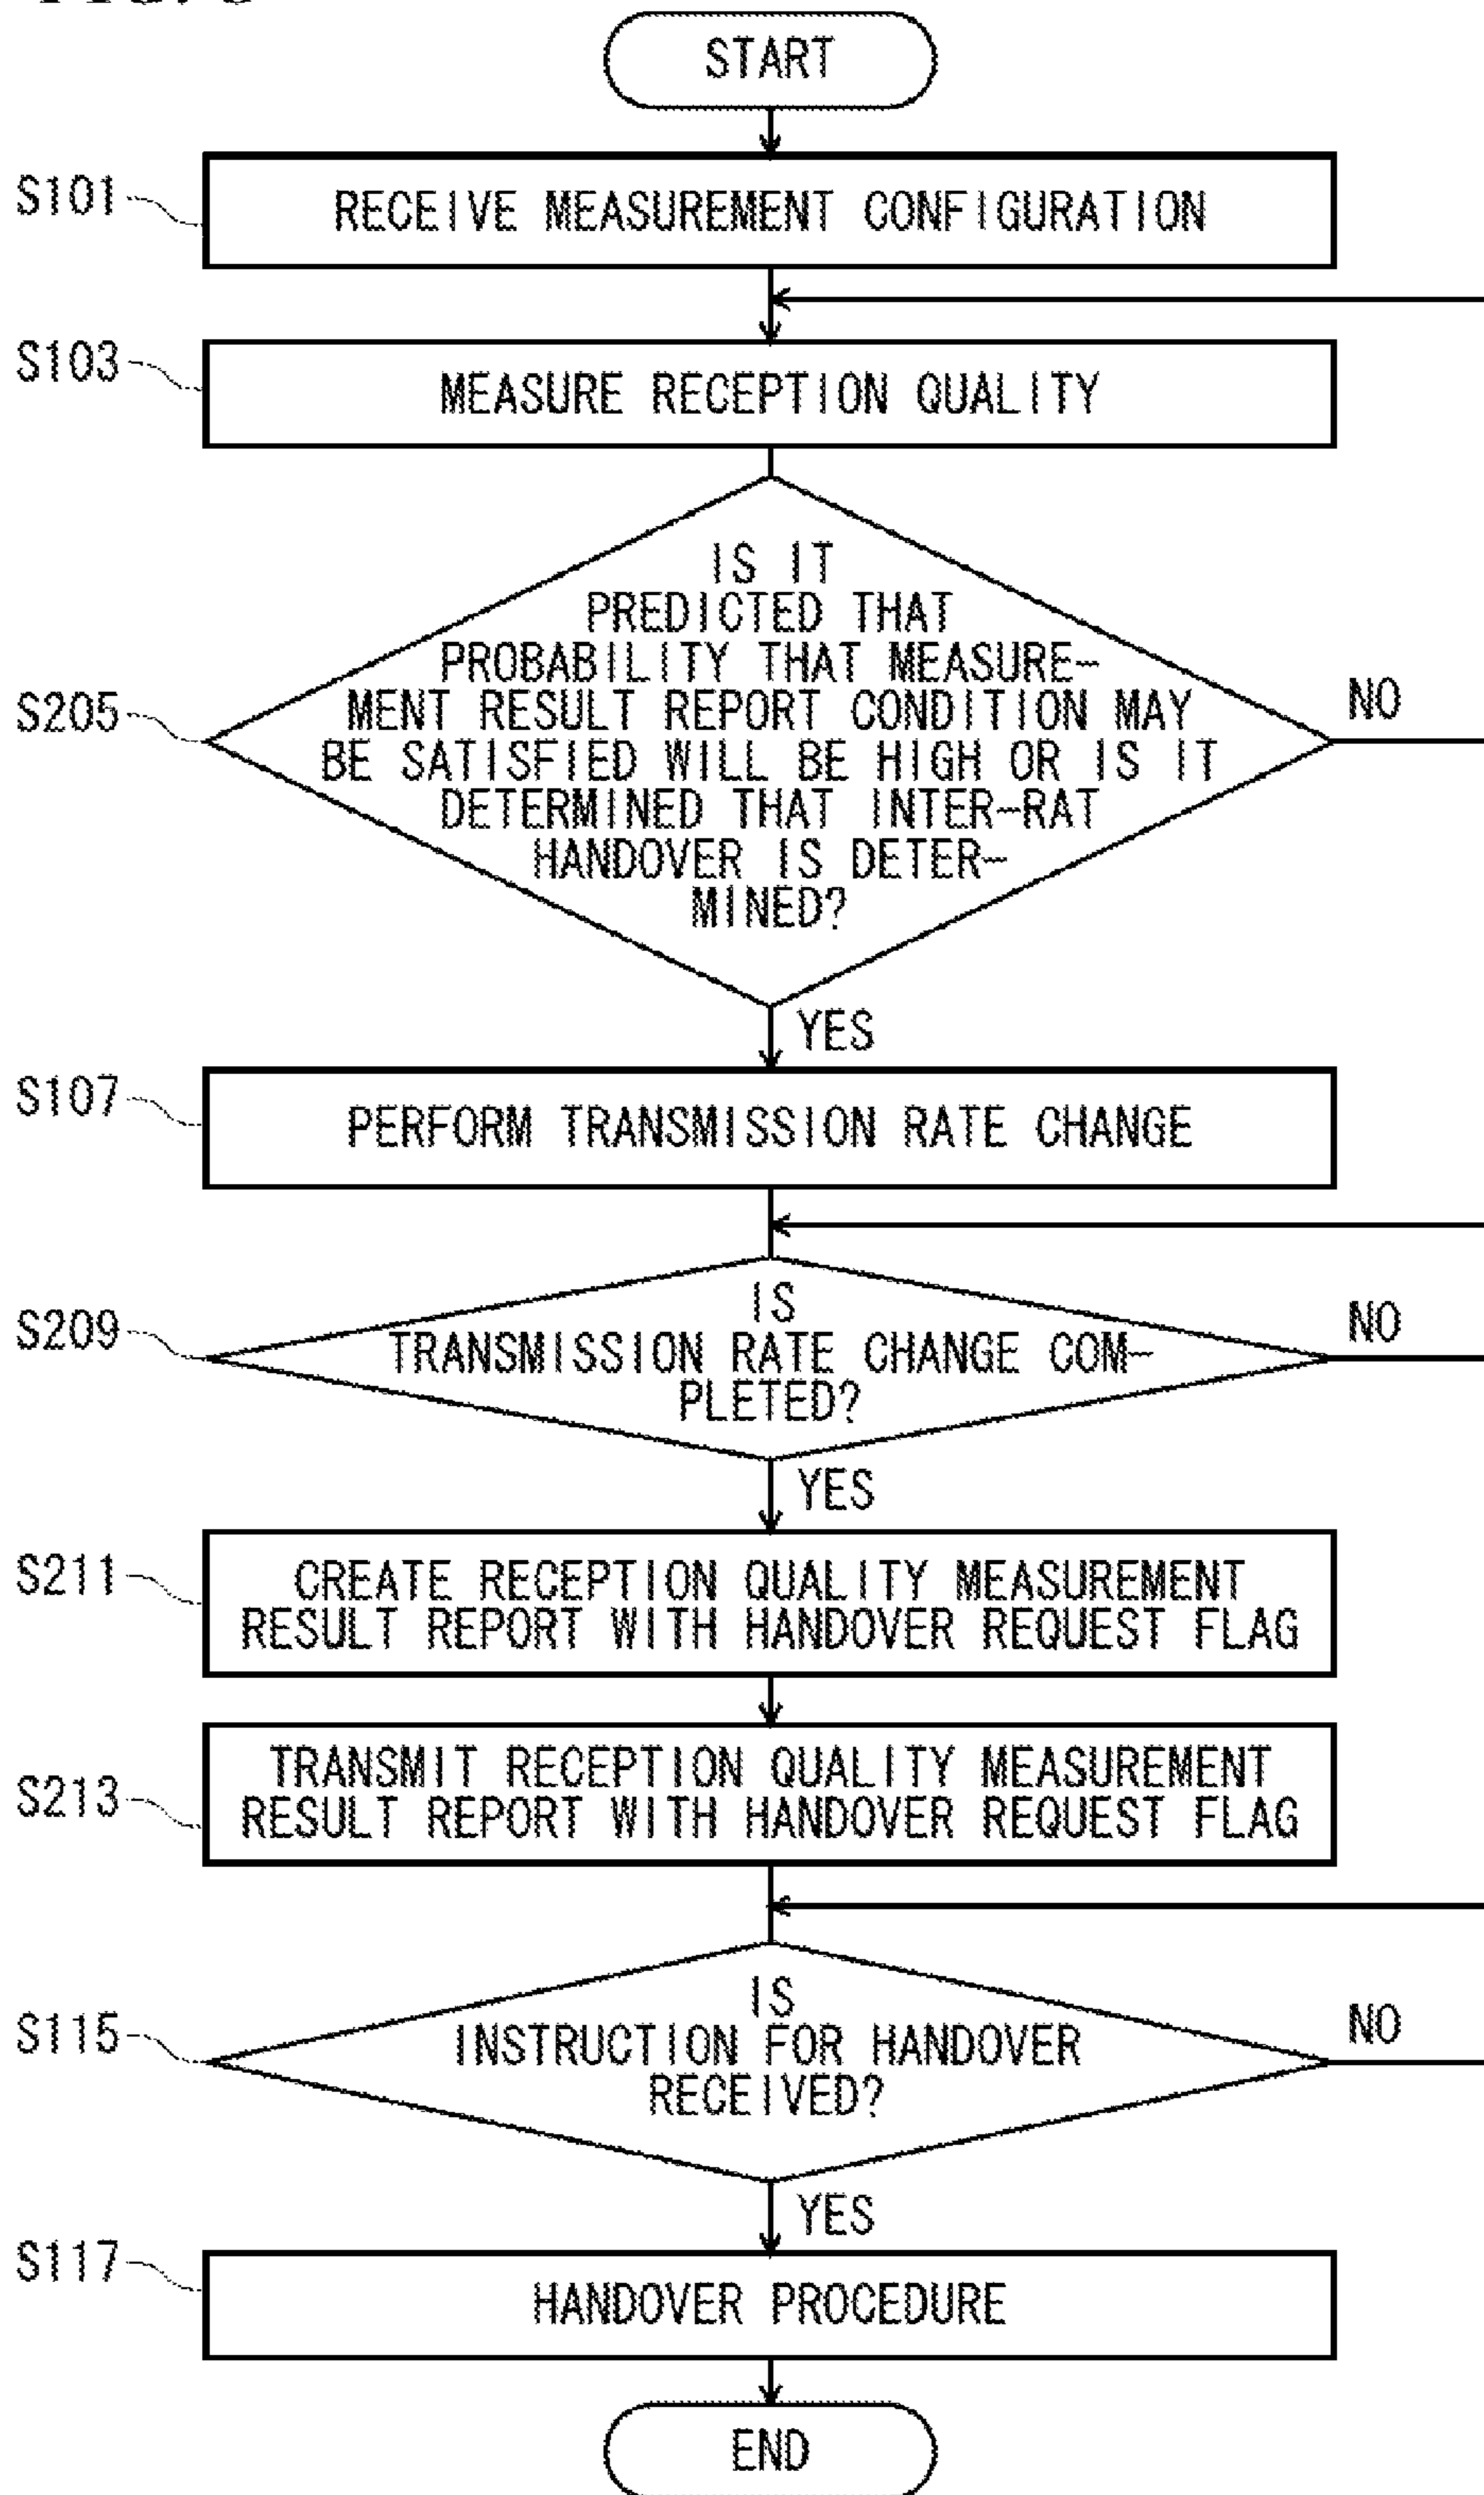 START
S101
RECEIVE MEASUREMENT CONFIGURATION
S103
MEASURE RECEPTION QUALITY
S205
IS IT
PREDICTED THAT
PROBABILITY THAT MEASURE-
MENT RESULT REPORT CONDITION MAY
BE SATISFIED WILL BE HIGH OR IS IT
DETERMINED THAT INTER-RAT
HANDOVER IS DETER-
MINED?
NO
YES
S107
PERFORM TRANSMISSION RATE CHANGE
S209
IS
TRANSMISSION RATE CHANGE COM-
PLETED?
NO
YES
S211
CREATE RECEPTION QUALITY MEASUREMENT
RESULT REPORT WITH HANDOVER REQUEST FLAG
S213
TRANSMIT RECEPTION QUALITY MEASUREMENT
RESULT REPORT WITH HANDOVER REQUEST FLAG
S115
IS
INSTRUCTION FOR HANDOVER
RECEIVED?
NO
YES
S117
HANDOVER PROCEDURE
END